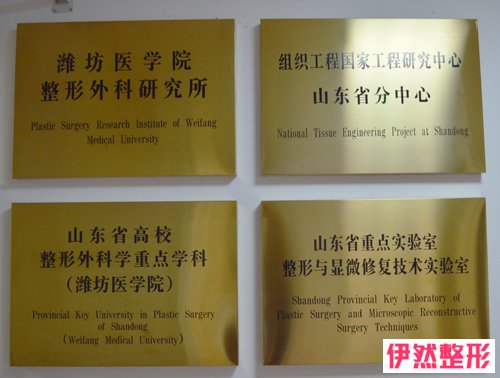 潍坊医学院
整形外科研究所
Plastic Surgery Research Institute of Weifang
Medical University
组织工程国家工程研究中心
山东省分中心
National Tissue Engineering Project at Shandong
山东省高校
整形外科学重点学科
(潍坊医学院)
Provincial Key University in Plastic Surgery
of Shandong
(Weifang Medical University)
山东省重点实验室
整形与显微修复技术实验室
Shandong Provincial Key Laboratory of
Plastic Surgery and Microscopic Reconstructive
Surgery Techniques
伊然整形